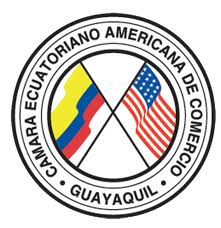 CAMARA ECUATORIANO AMERICANA DE COMERCIO
• GUAYAQUIL •